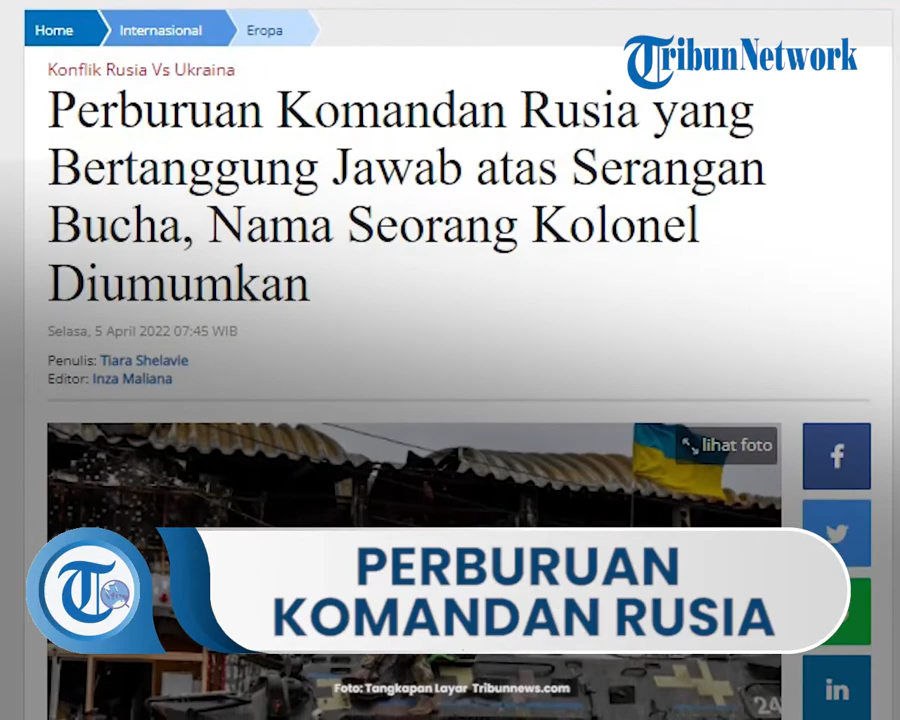 Home Internasional Eropa
TribunNetwork
Konflik Rusia Vs Ukraina
Perburuan Komandan Rusia yang
Bertanggung Jawab atas Serangan
Bucha, Nama Seorang Kolonel
Diumumkan
Selasa, 5 April 2022 07:45 WIB
Penulis: Tiara Shelavie
Editor: Inza Maliana
lihat foto
PERBURUAN
KOMANDAN RUSIA
Foto: Tangkapan Layar Tribunnews.com